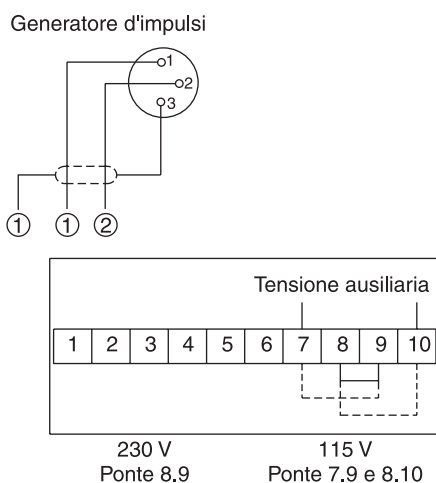 Generatore d'impulsi
1
2
3
1 1 2
Tensione ausiliaria
1 2 3 4 5 6 7 8 9 10
230 V 115 V
Ponte 8.9 Ponte 7.9 e 8.10